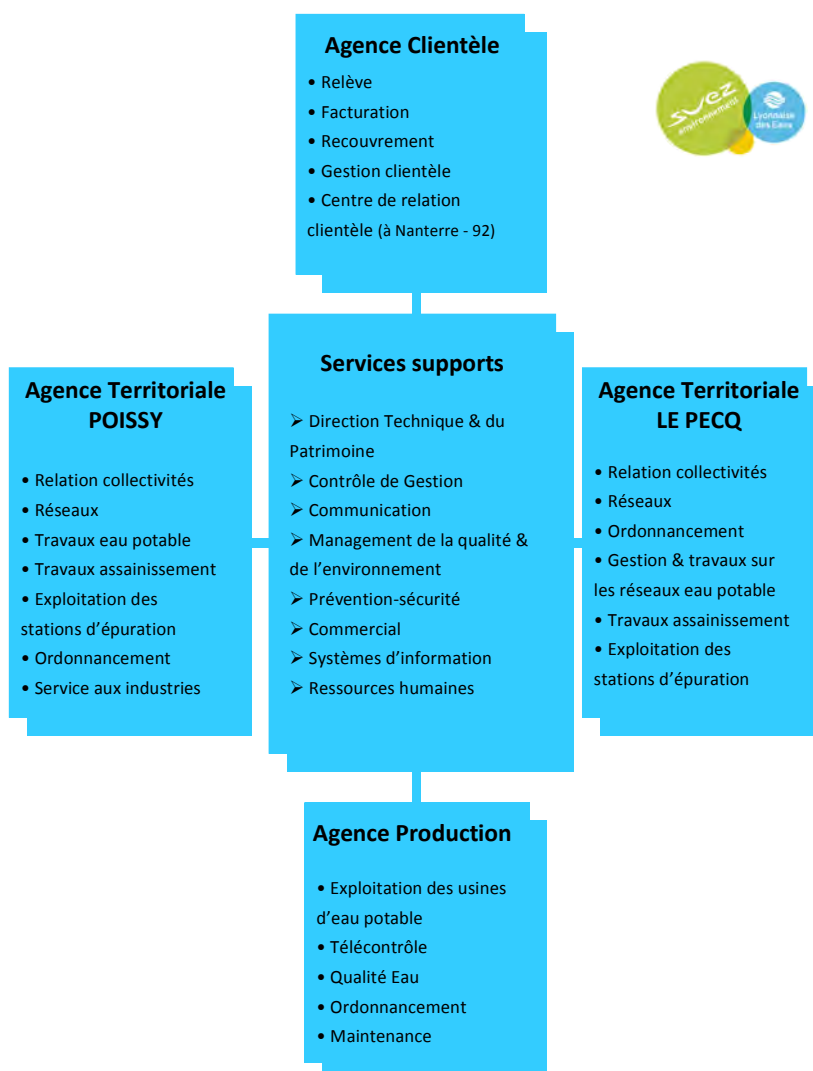 Agence Clientèle
• Relève
• Facturation
• Recouvrement
• Gestion clientèle
• Centre de relation
clientèle (à Nanterre - 92)
suez
environnement
Lyonnaise
des Eaux
Services supports
➢ Direction Technique & du
Patrimoine
➢ Contrôle de Gestion
➢ Communication
➢ Management de la qualité &
de l'environnement
➢ Prévention-sécurité
➢ Commercial
➢ Systèmes d'information
➢ Ressources humaines
Agence Territoriale
POISSY
• Relation collectivités
• Réseaux
• Travaux eau potable
• Travaux assainissement
• Exploitation des
stations d'épuration
• Ordonnancement
• Service aux industries
Agence Territoriale
LE PECQ
• Relation collectivités
• Réseaux
• Ordonnancement
• Gestion & travaux sur
les réseaux eau potable
• Travaux assainissement
• Exploitation des
stations d'épuration
Agence Production
• Exploitation des usines
d'eau potable
• Télécontrôle
• Qualité Eau
• Ordonnancement
• Maintenance